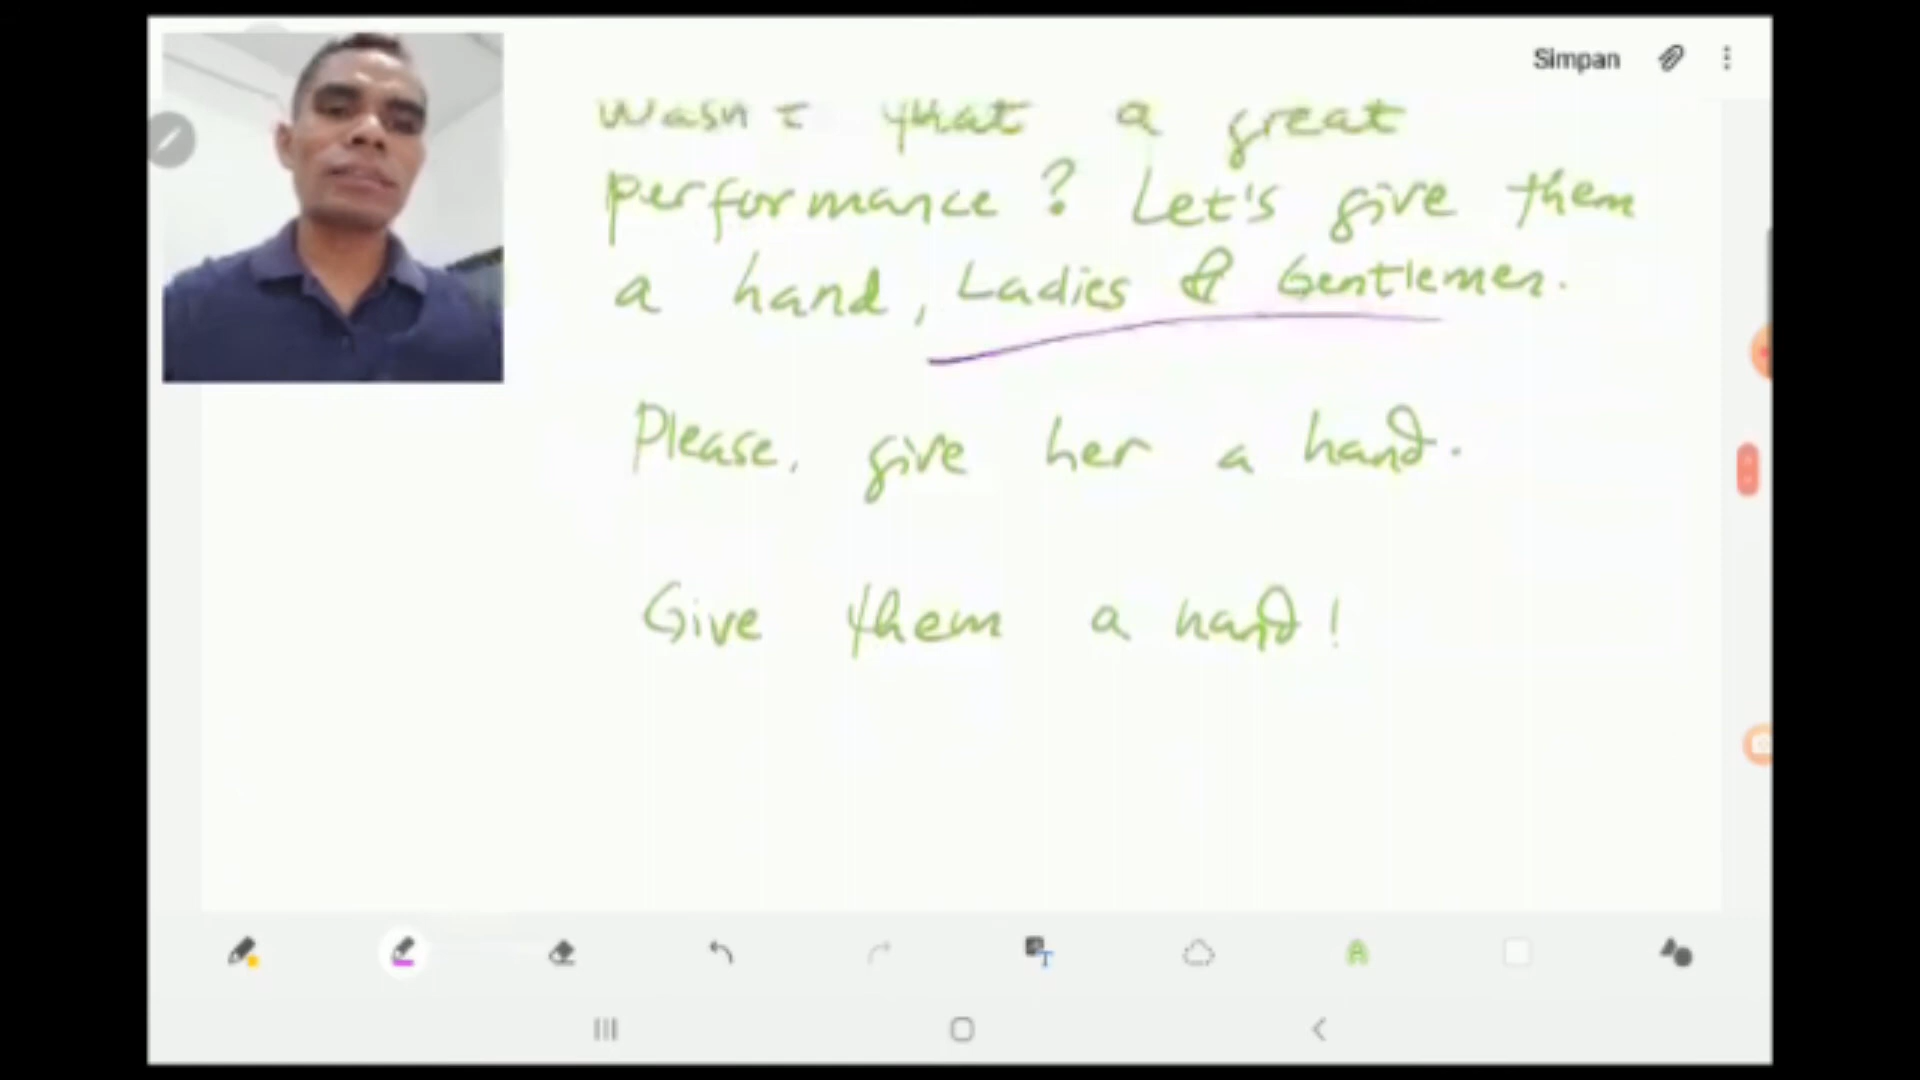 Simpan
Wasn't that a great
performance? Let's give them
a hand, Ladies & Gentlemen.
Please, give her a hand.
Give them a hand!